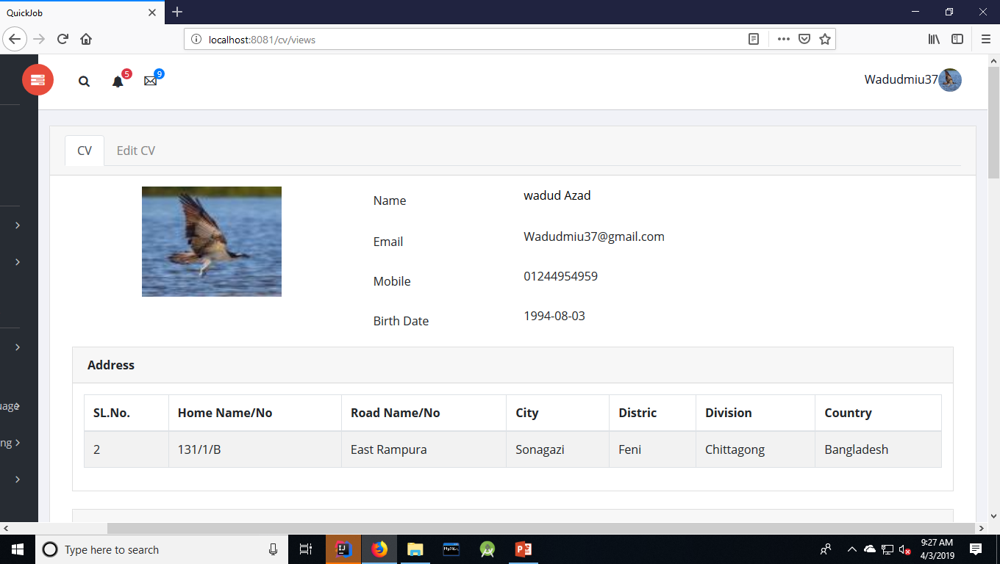 QuickJob
localhost:8081/cv/views
5
9
Wadudmiu37
CV
Edit CV
Name
wadud Azad
Email
Wadudmiu37@gmail.com
Mobile
01244954959
Birth Date
1994-08-03
Address
SL.No. Home Name/No Road Name/No City Distric Division Country
2 131/1/B East Rampura Sonagazi Feni Chittagong Bangladesh
uage
ng
Type here to search
MySQL
9:27 AM
4/3/2019